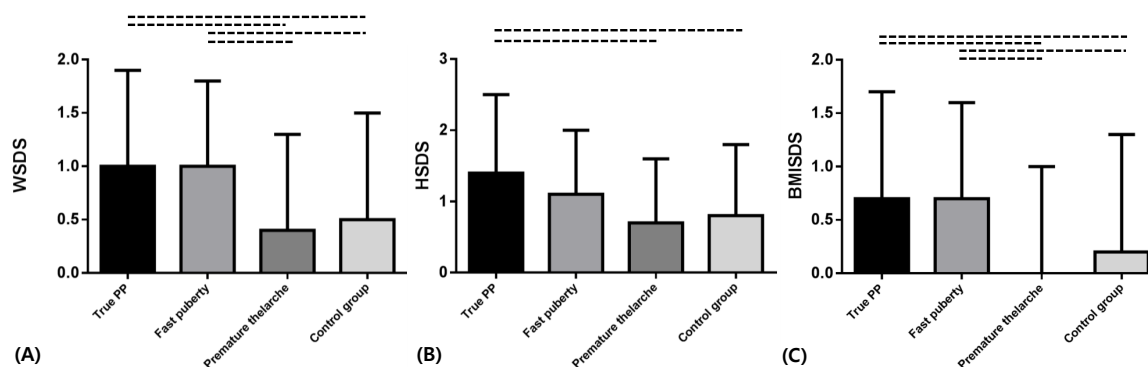 2.0
1.5
1.0
0.5
0.0
WSDS
True PP
Fast puberty
Premature thelarche
Control group
(A)
3
2
1
0
HSDS
True PP
Fast puberty
Premature thelarche
Control group
(B)
2.0
1.5
1.0
0.5
0.0
BMISDS
True PP
Fast puberty
Premature thelarche
Control group
(C)